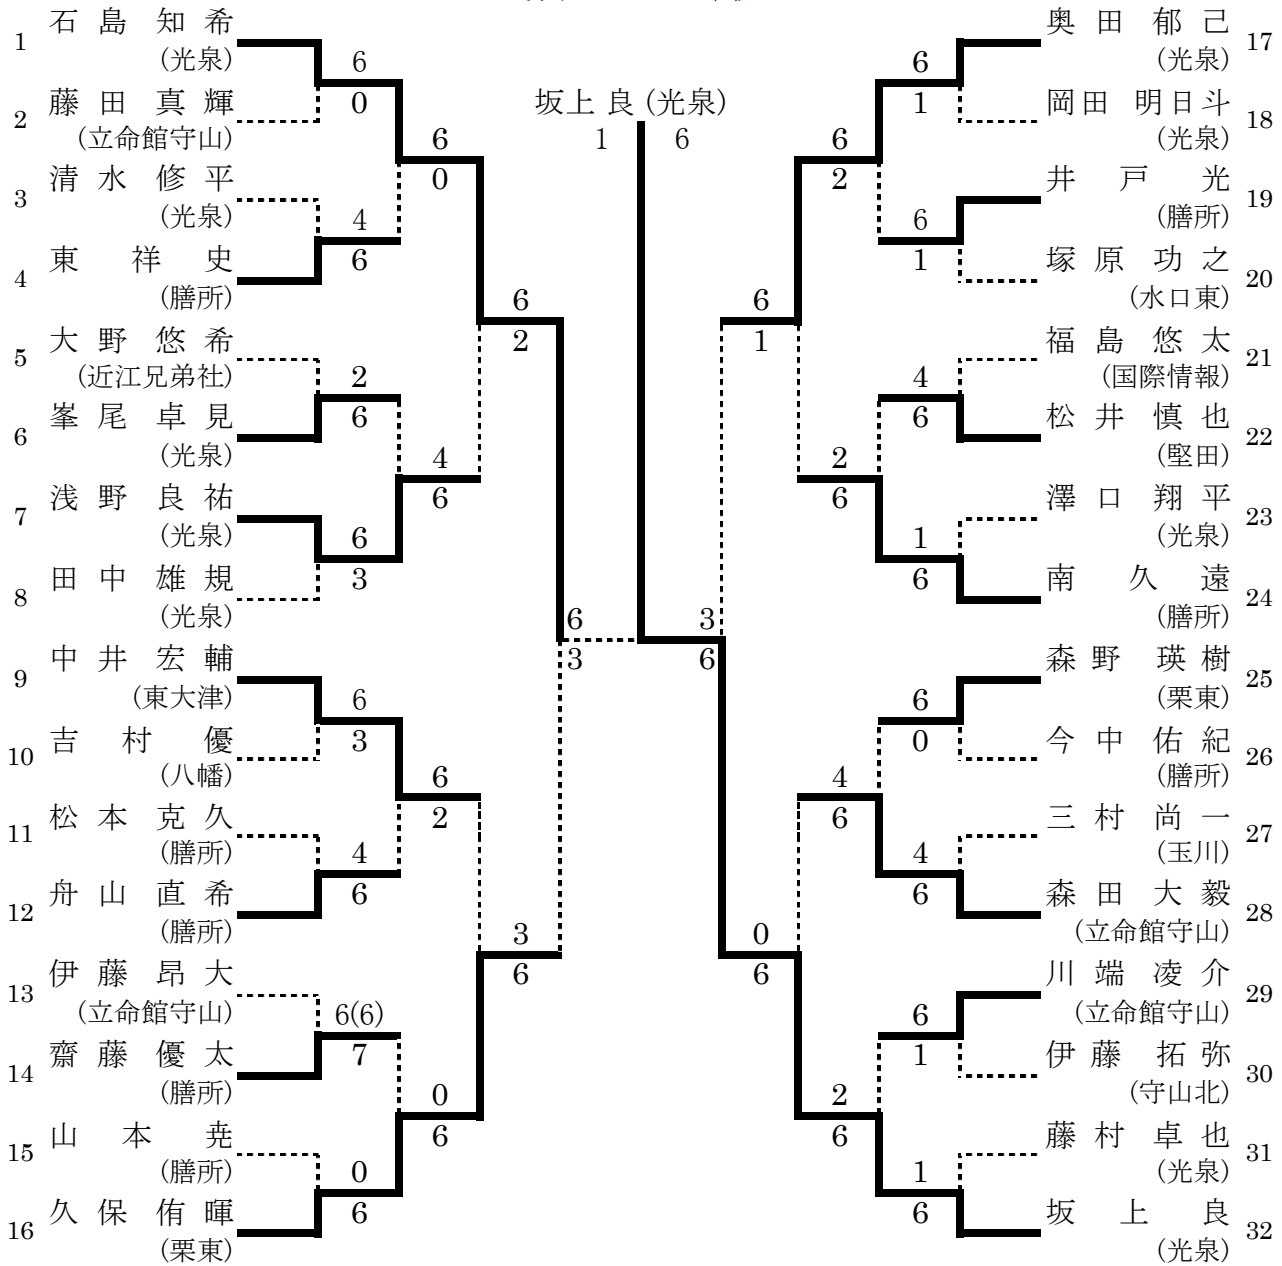 坂上 良 (光泉)
1 6
1 石 島 知 希
(光泉)
2 藤 田 真 輝
(立命館守山)
3 清 水 修 平
(光泉)
4 東 祥 史
(膳所)
5 大 野 悠 希
(近江兄弟社)
6 峯 尾 卓 見
(光泉)
7 浅 野 良 祐
(光泉)
8 田 中 雄 規
(光泉)
9 中 井 宏 輔
(東大津)
10 吉 村 優
(八幡)
11 松 本 克 久
(膳所)
12 舟 山 直 希
(膳所)
13 伊 藤 昂 大
(立命館守山)
14 齋 藤 優 太
(膳所)
15 山 本 尭
(膳所)
16 久 保 侑 暉
(栗東)
6
0
4
6
2
6
6
3
6
3
4
6
6(6)
7
0
6
6
0
4
6
6
2
0
6
6
2
3
6
6
3
3
6
6
1
0
6
6
2
2
6
4
6
2
6
6
1
6
1
4
6
1
6
6
0
4
6
6
1
1
6
奥 田 郁 己 17
(光泉)
岡田 明日斗 18
(光泉)
井 戸 光 19
(膳所)
塚 原 功 之 20
(水口東)
福 島 悠 太 21
(国際情報)
松 井 慎 也 22
(堅田)
澤 口 翔 平 23
(光泉)
南 久 遠 24
(膳所)
森 野 瑛 樹 25
(栗東)
今 中 佑 紀 26
(膳所)
三 村 尚 一 27
(玉川)
森 田 大 毅 28
(立命館守山)
川 端 凌 介 29
(立命館守山)
伊 藤 拓 弥 30
(守山北)
藤 村 卓 也 31
(光泉)
坂 上 良 32
(光泉)